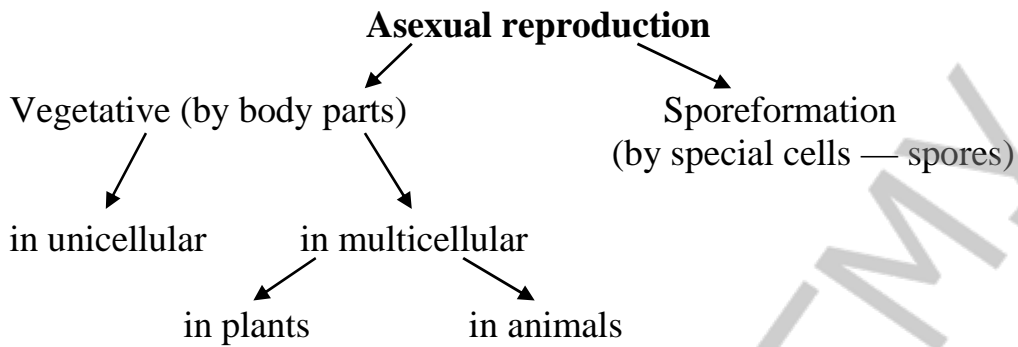 Asexual reproduction
Vegetative (by body parts)
Sporeformation
(by special cells — spores)
in unicellular
in multicellular
in plants
in animals